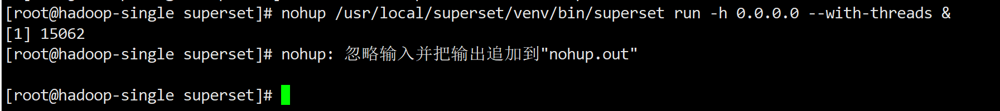 [root@hadoop-single superset]# nohup /usr/local/superset/venv/bin/superset run -h 0.0.0.0 --with-threads &
[1] 15062
[root@hadoop-single superset]# nohup: 忽略输入并把输出追加到"nohup.out"
[root@hadoop-single superset]#